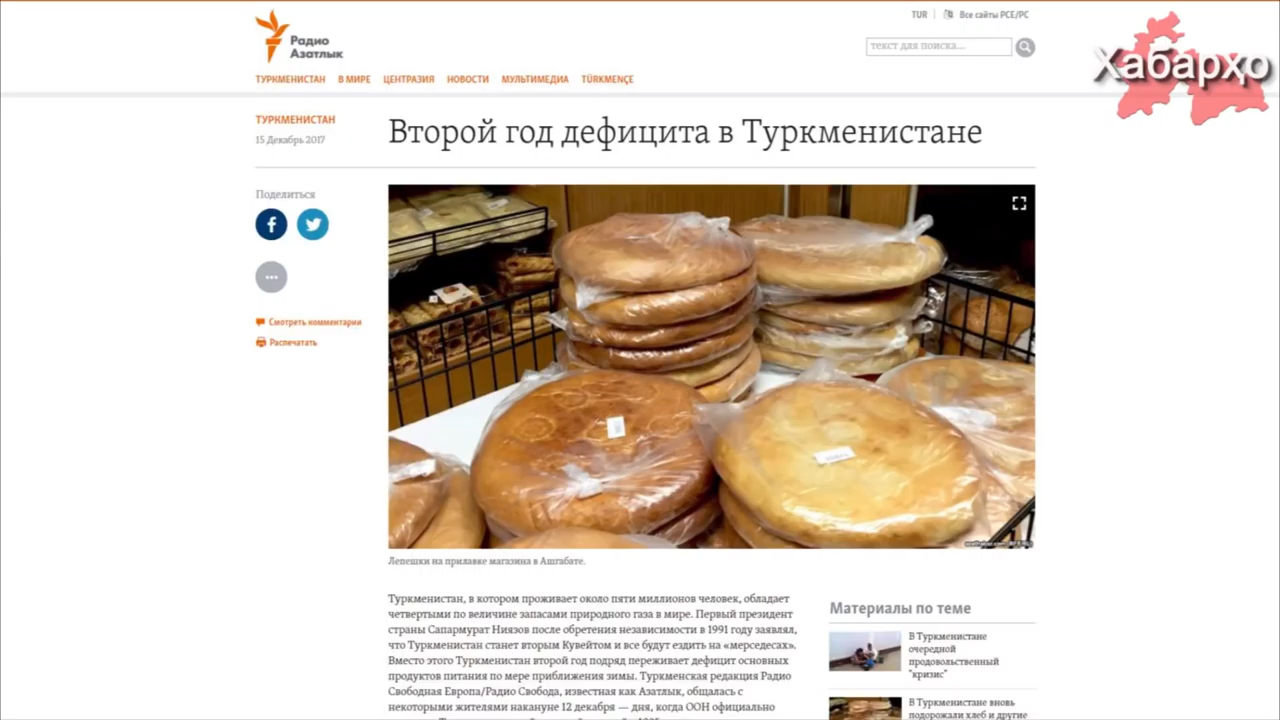 TUR
Все сайты РСЕ/РС
Хабарҳо
Радио
Азатлык
текст для поиска...
ТУРКМЕНИСТАН
В МИРЕ
ЦЕНТРАЗИЯ
НОВОСТИ
МУЛЬТИМЕДИА
TÜRKMENÇE
ТУРКМЕНИСТАН
15 Декабрь 2017
Второй год дефицита в Туркменистане
Поделиться
Смотреть комментарии
Распечатать
Лепешки на прилавке магазина в Ашгабате.
Туркменистан, в котором проживает около пяти миллионов человек, обладает
четвертыми по величине запасами природного газа в мире. Первый президент
страны Сапармурат Ниязов после обретения независимости в 1991 году заявлял,
что Туркменистан станет вторым Кувейтом и все будут ездить на «мерседесах».
Вместо этого Туркменистан второй год подряд переживает дефицит основных
продуктов питания по мере приближения зимы. Туркменская редакция Радио
Свободная Европа/Радио Свобода, известная как Азатлык, общалась с
некоторыми жителями накануне 12 декабря — дня, когда ООН официально
Материалы по теме
В Туркменистане
очередной
продовольственный
"кризис"
В Туркменистане вновь
подорожали хлеб и другие